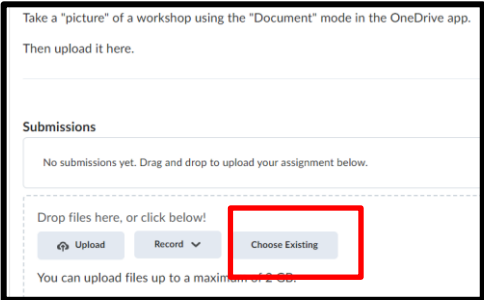 Take a "picture" of a workshop using the "Document" mode in the OneDrive app.
Then upload it here.
Submissions
No submissions yet. Drag and drop to upload your assignment below.
Drop files here, or click below!
Upload Record Choose Existing
You can upload files up to a maximum of 2 GB.